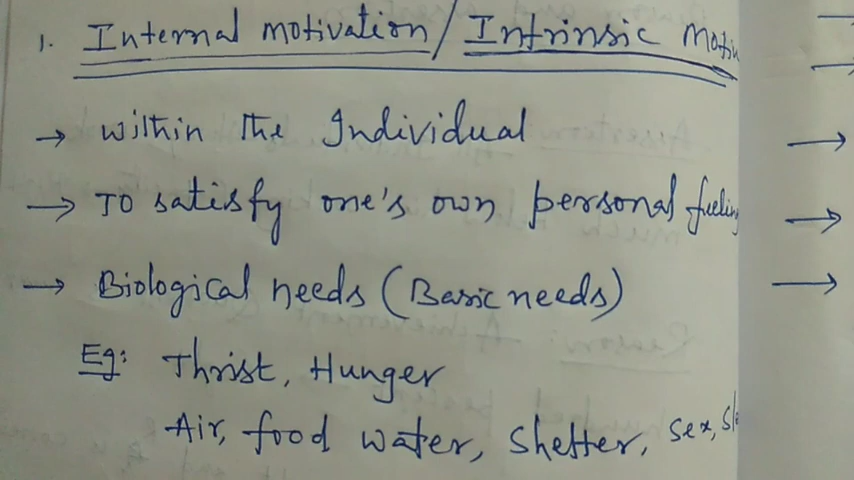 1. Internal motivation / Intrinsic
→ within the Individual
→ To satisfy one's own personal
→ Biological needs (Basic needs)
Eg: Thrist, Hunger
Air, food water, Shetter, sex,